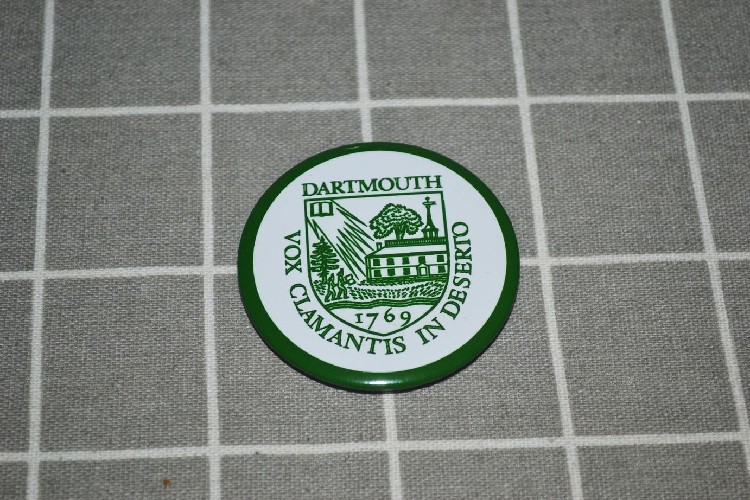 DARTMOUTH
VOX CLAMANTIS IN DESERTO
1769